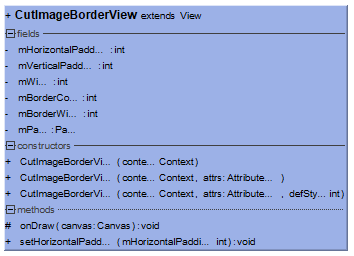 + CutImageBorderView extends View
fields
- mHorizontalPadd... : int
- mVerticalPadd... : int
- mWi... : int
- mBorderCo... : int
- mBorderWi... : int
- mPa... : Pa...
constructors
+ CutImageBorderVi... (conte... Context)
+ CutImageBorderVi... (conte... Context, attrs: Attribute... )
+ CutImageBorderVi... (conte... Context, attrs: Attribute... , defSty... int)
methods
# onDraw (canvas: Canvas) : void
+ setHorizontalPadd... (mHorizontalPaddi... int) : void